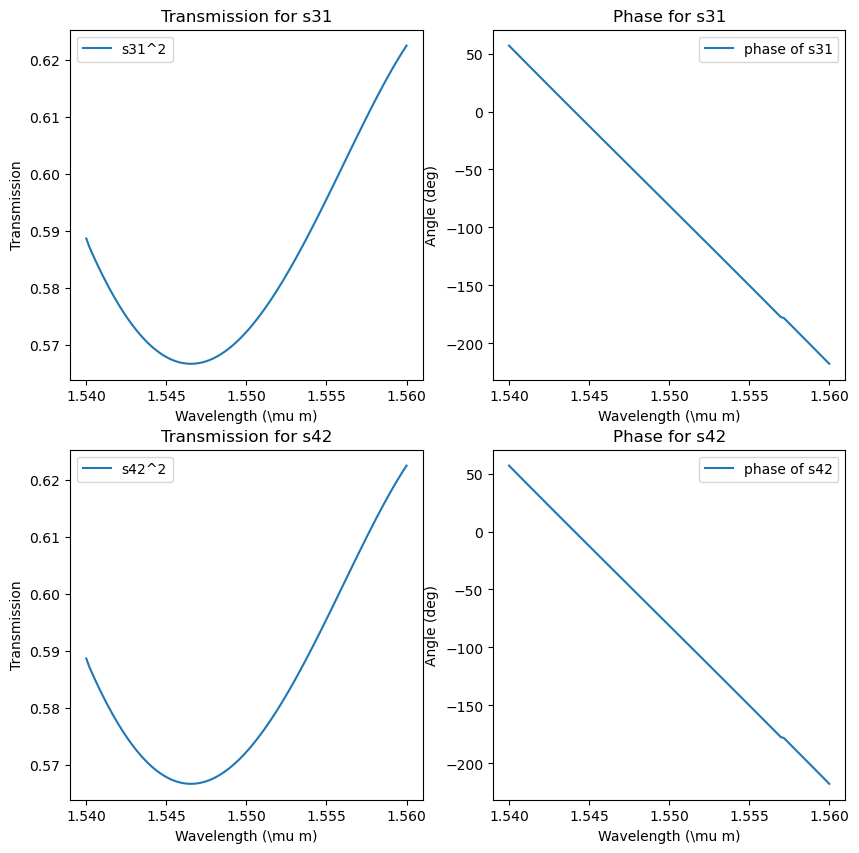 Transmission for s31
s31^2
0.62
0.61
0.60
0.59
0.58
0.57
Transmission
1.540
1.545
1.550
1.555
1.560
Wavelength (\mu m)
Phase for s31
phase of s31
50
0
−50
−100
−150
−200
Angle (deg)
1.540
1.545
1.550
1.555
1.560
Wavelength (\mu m)
Transmission for s42
s42^2
0.62
0.61
0.60
0.59
0.58
0.57
Transmission
1.540
1.545
1.550
1.555
1.560
Wavelength (\mu m)
Phase for s42
phase of s42
50
0
−50
−100
−150
−200
Angle (deg)
1.540
1.545
1.550
1.555
1.560
Wavelength (\mu m)